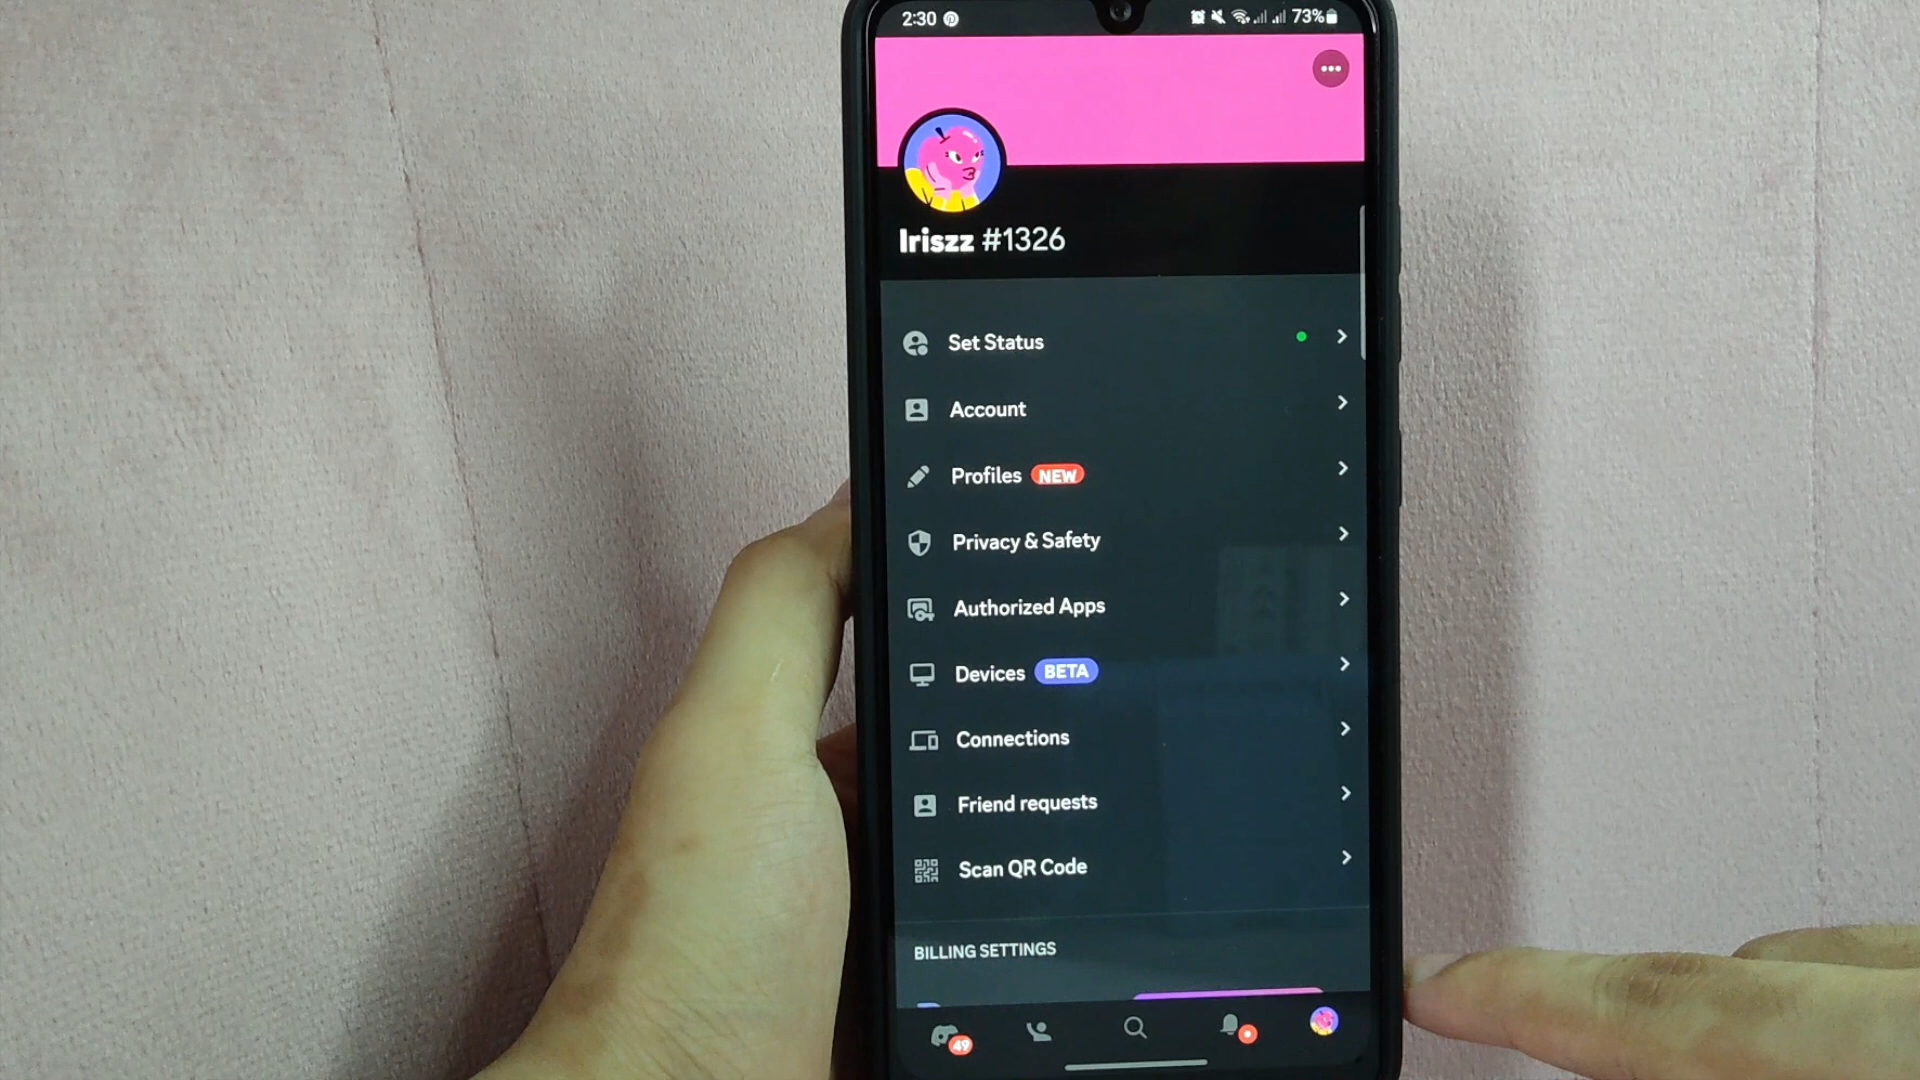 2:30 73%
Iriszz #1326
Set Status
Account
Profiles NEW
Privacy & Safety
Authorized Apps
Devices BETA
Connections
Friend requests
Scan QR Code
BILLING SETTINGS
49